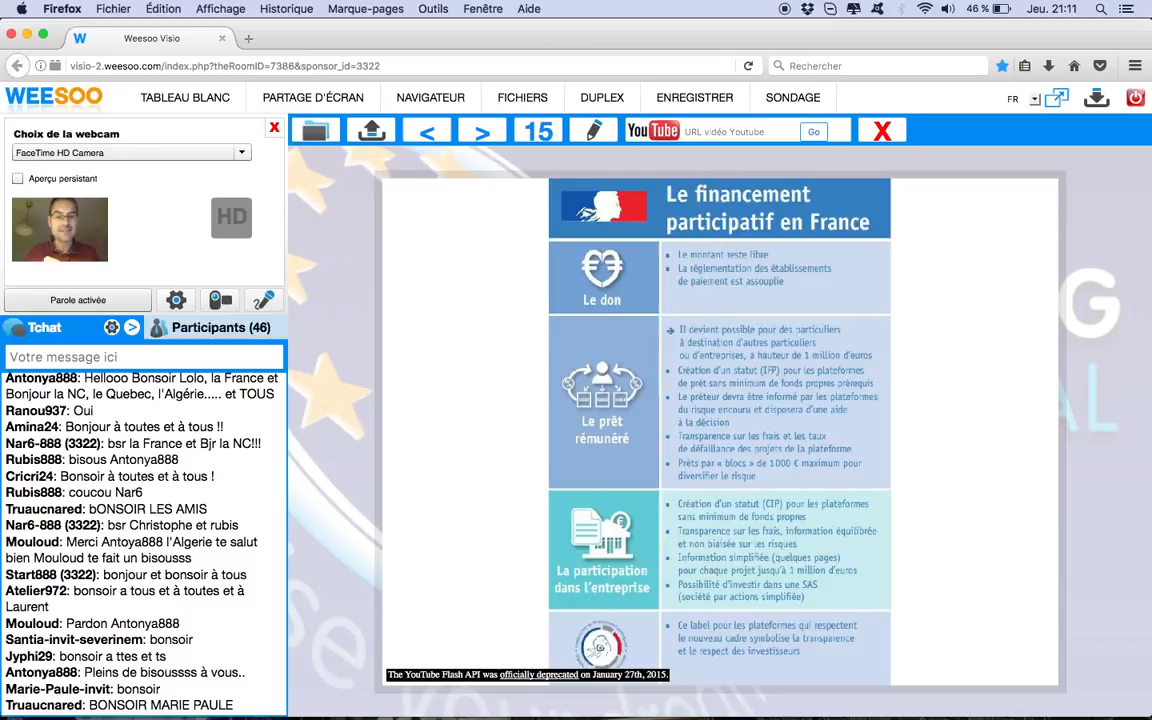 Firefox Fichier Édition Affichage Historique Marque-pages Outils Fenêtre Aide
46 % Jeu. 21:11
W Weesoo Visio
visio-2.weesoo.com/index.php?theRoomID=7386&sponsor_id=3322
Rechercher
WEESOO TABLEAU BLANC PARTAGE D'ÉCRAN NAVIGATEUR FICHIERS DUPLEX ENREGISTRER SONDAGE FR
Choix de la webcam X
FaceTime HD Camera
Aperçu persistant
HD
Parole activée
Tchat
Participants (46)
Votre message ici
Antonya888: Hellooo Bonsoir Lolo, la France et
Bonjour la NC, le Quebec, l'Algérie..... et TOUS
Ranou937: Oui
Amina24: Bonjour à toutes et à tous !!
Nar6-888 (3322): bsr la France et Bjr la NC!!!
Rubis888: bisous Antonya888
Cricri24: Bonsoir à toutes et à tous !
Rubis888: coucou Nar6
Truaucnared: bONSOIR LES AMIS
Nar6-888 (3322): bsr Christophe et rubis
Mouloud: Merci Antoya888 l'Algerie te salut
bien Mouloud te fait un bisousss
Start888 (3322): bonjour et bonsoir à tous
Atelier972: bonsoir a tous et à toutes et à
Laurent
Mouloud: Pardon Antonya888
Santia-invit-severinem: bonsoir
Jyphi29: bonsoir a ttes et ts
Antonya888: Pleins de bisoussss à vous..
Marie-Paule-invit: bonsoir
Truaucnared: BONSOIR MARIE PAULE
< > 15 You Tube URL vidéo Youtube Go X
Le financement
participatif en France
Le don
Le montant reste libre
La règlementation des établissements
de paiement est assouplie
Le prêt
rémunéré
Il devient possible pour des particuliers
à destination d'autres particuliers
ou d'entreprises, à hauteur de 1 million d'euros
Création d'un statut (IFP) pour les plateformes
de prêt sans minimum de fonds propres prérequis
Le prêteur devra être informé par les plateformes
du risque encouru et disposera d'une aide
à la décision
Transparence sur les frais et les taux
de défaillance des projets de la plateforme
Prêts par « blocs » de 1000 € maximum pour
diversifier le risque
La participation
dans l'entreprise
Création d'un statut (CIP) pour les plateformes
sans minimum de fonds propres
Transparence sur les frais, information équilibrée
et non biaisée sur les risques
Information simplifiée (quelques pages)
pour chaque projet jusqu'à 1 million d'euros
Possibilité d'investir dans une SAS
(société par actions simplifiée)
Ce label pour les plateformes qui respectent
le nouveau cadre symbolise la transparence
et le respect des investisseurs
The YouTube Flash API was officially deprecated on January 27th, 2015.
G
AL